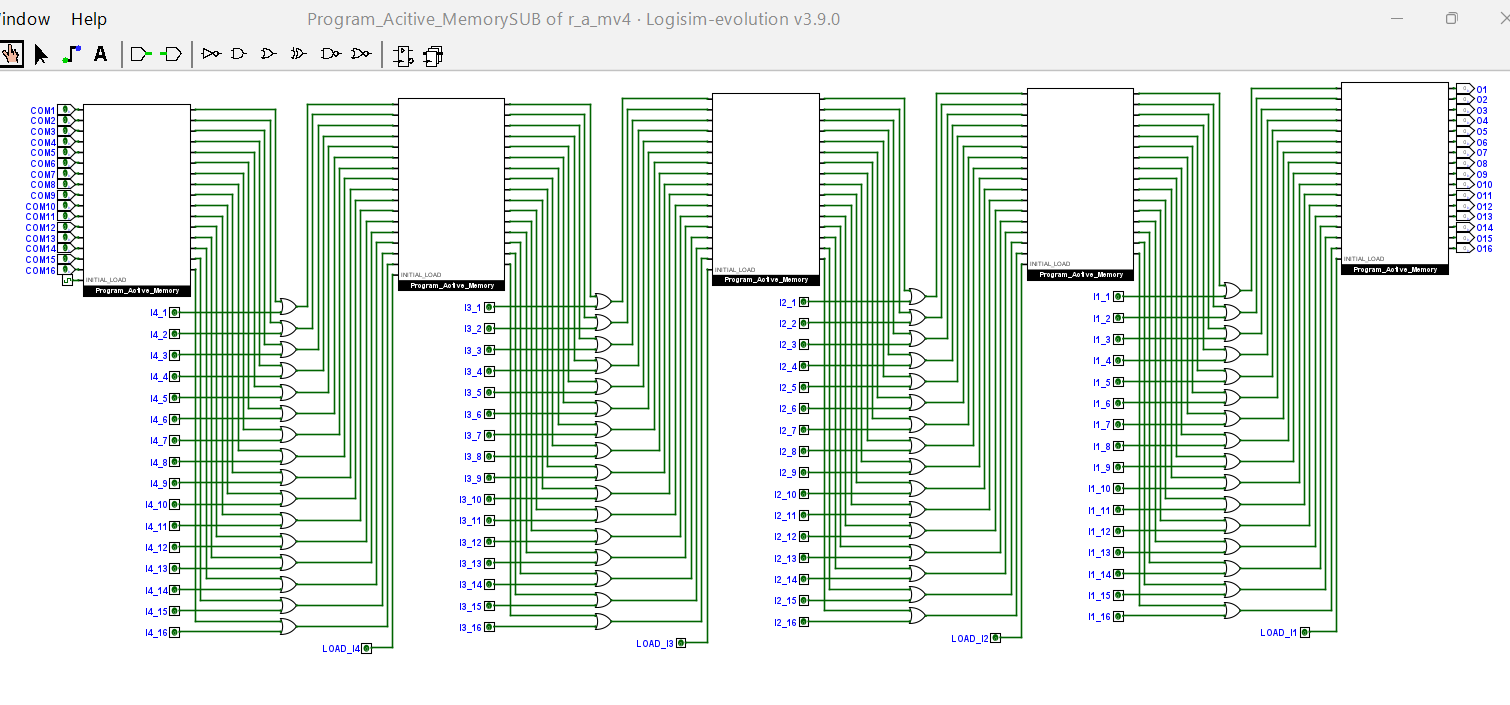 indow Help
Program_Acitive_MemorySUB of r_a_mv4 · Logisim-evolution v3.9.0
A
COM1
COM2
COM3
COM4
COM5
COM6
COM7
COM8
COM9
COM10
COM11
COM12
COM13
COM14
COM15
COM16
INITIAL_LOAD
Program_Active_Memory
I4_1
I4_2
I4_3
I4_4
I4_5
I4_6
I4_7
I4_8
I4_9
I4_10
I4_11
I4_12
I4_13
I4_14
I4_15
I4_16
LOAD_I4
INITIAL_LOAD
Program_Active_Memory
I3_1
I3_2
I3_3
I3_4
I3_5
I3_6
I3_7
I3_8
I3_9
I3_10
I3_11
I3_12
I3_13
I3_14
I3_15
I3_16
LOAD_I3
INITIAL_LOAD
Program_Active_Memory
I2_1
I2_2
I2_3
I2_4
I2_5
I2_6
I2_7
I2_8
I2_9
I2_10
I2_11
I2_12
I2_13
I2_14
I2_15
I2_16
LOAD_I2
INITIAL_LOAD
Program_Active_Memory
I1_1
I1_2
I1_3
I1_4
I1_5
I1_6
I1_7
I1_8
I1_9
I1_10
I1_11
I1_12
I1_13
I1_14
I1_15
I1_16
LOAD_I1
INITIAL_LOAD
Program_Active_Memory
O1
O2
O3
O4
O5
O6
O7
O8
O9
O10
O11
O12
O13
O14
O15
O16